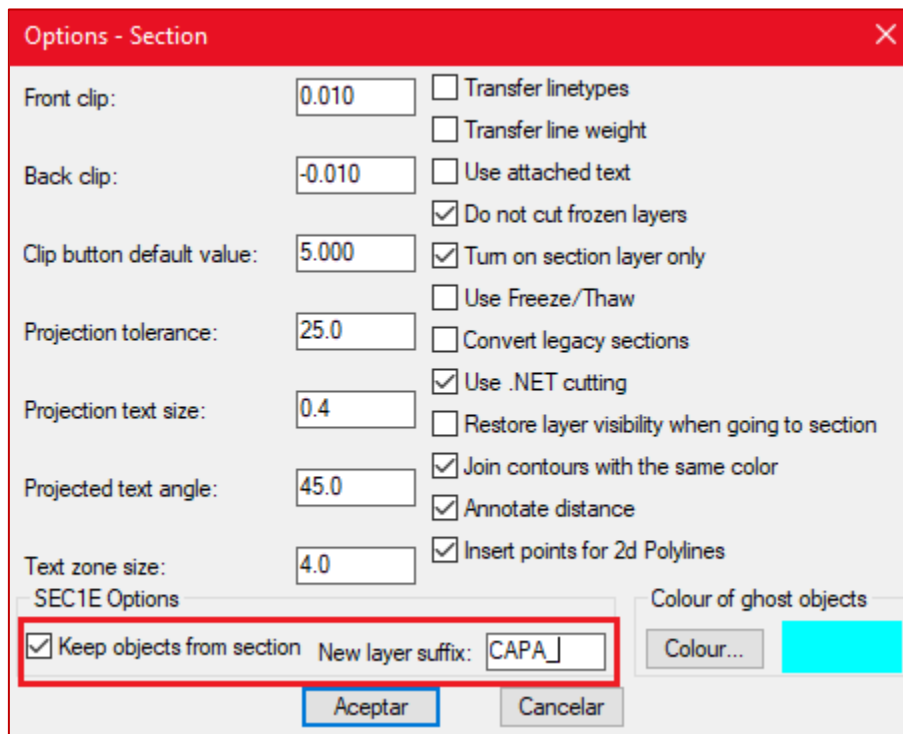 Options - Section
Front clip: 0.010
Transfer linetypes
Transfer line weight
Back clip: -0.010
Use attached text
Do not cut frozen layers
Clip button default value: 5.000
Turn on section layer only
Use Freeze/Thaw
Projection tolerance: 25.0
Convert legacy sections
Use .NET cutting
Projection text size: 0.4
Restore layer visibility when going to section
Join contours with the same color
Projected text angle: 45.0
Annotate distance
Insert points for 2d Polylines
Text zone size: 4.0
SEC1E Options
Colour of ghost objects
Keep objects from section New layer suffix: CAPA_
Colour...
Aceptar
Cancelar